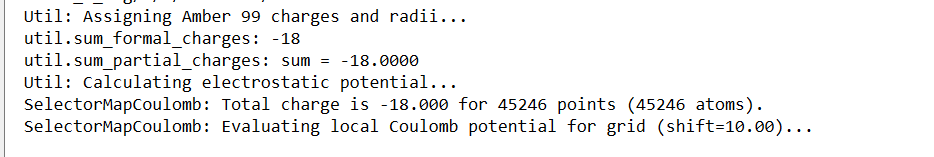 Util: Assigning Amber 99 charges and radii...
util.sum_formal_charges: -18
util.sum_partial_charges: sum = -18.0000
Util: Calculating electrostatic potential...
SelectorMapCoulomb: Total charge is -18.000 for 45246 points (45246 atoms).
SelectorMapCoulomb: Evaluating local Coulomb potential for grid (shift=10.00)...